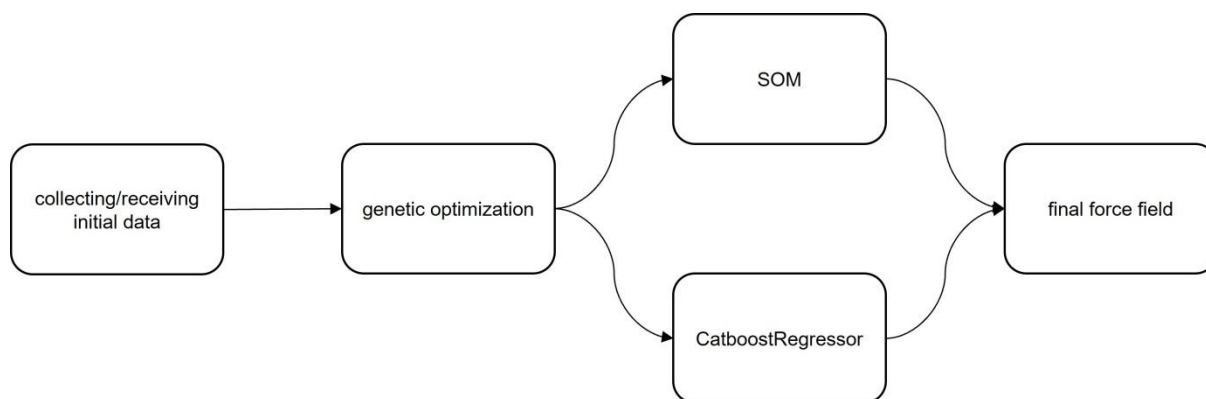 collecting/receiving
initial data
genetic optimization
SOM
CatboostRegressor
final force field